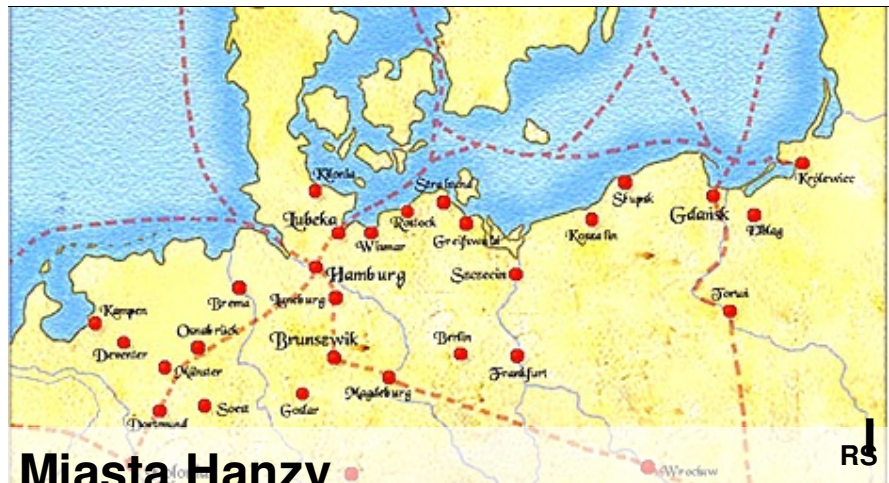 Kilonia
Stralsund
Królewiec
Rostock
Słupsk
Lubeka
Gdańsk
Elbląg
Wismar
Greifswald
Koszalin
Hamburg
Szczecin
Brema
Lüneburg
Toruń
Kampen
Osnabrück
Brunszwik
Berlin
Deventer
Münster
Frankfurt
Magdeburg
Soest
Goslar
Dortmund
RS
Miasta Hanzy
Wrocław